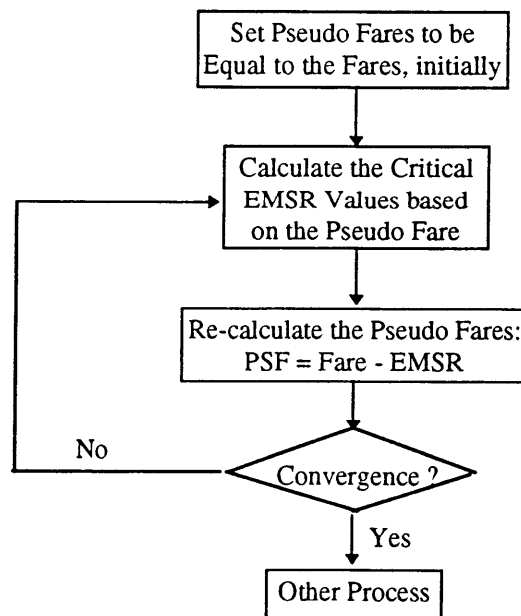 Set Pseudo Fares to be
Equal to the Fares, initially
Calculate the Critical
EMSR Values based
on the Pseudo Fare
Re-calculate the Pseudo Fares:
PSF = Fare - EMSR
Convergence ?
No
Yes
Other Process